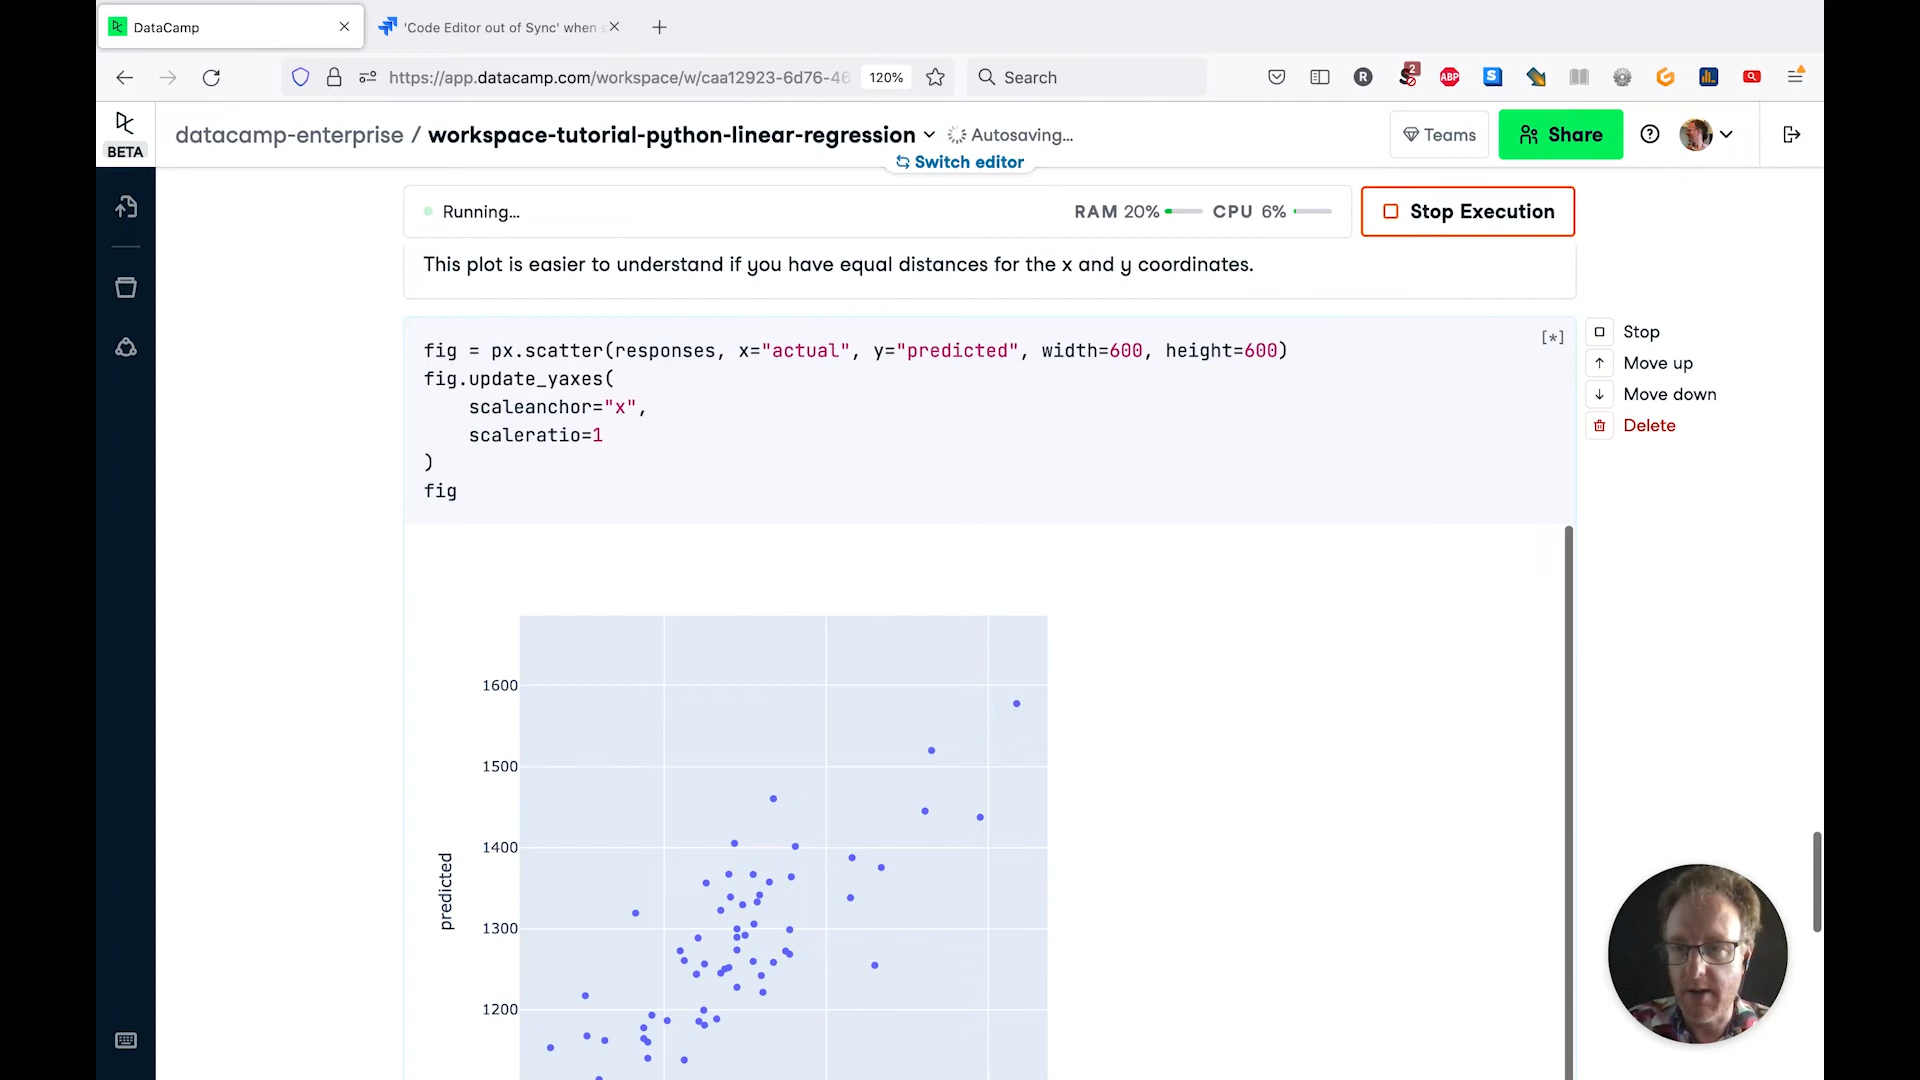 DataCamp
'Code Editor out of Sync' when s
https://app.datacamp.com/workspace/w/caa12923-6d76-46
120%
Search
R
2
ABP
S
BETA
datacamp-enterprise / workspace-tutorial-python-linear-regression
Autosaving...
Switch editor
Teams
Share
Running...
RAM 20%
CPU 6%
Stop Execution
This plot is easier to understand if you have equal distances for the x and y coordinates.
fig = px.scatter(responses, x="actual", y="predicted", width=600, height=600)
fig.update_yaxes(
    scaleanchor="x",
    scaleratio=1
)
fig
[*]
Stop
Move up
Move down
Delete
1600
1500
1400
1300
1200
predicted